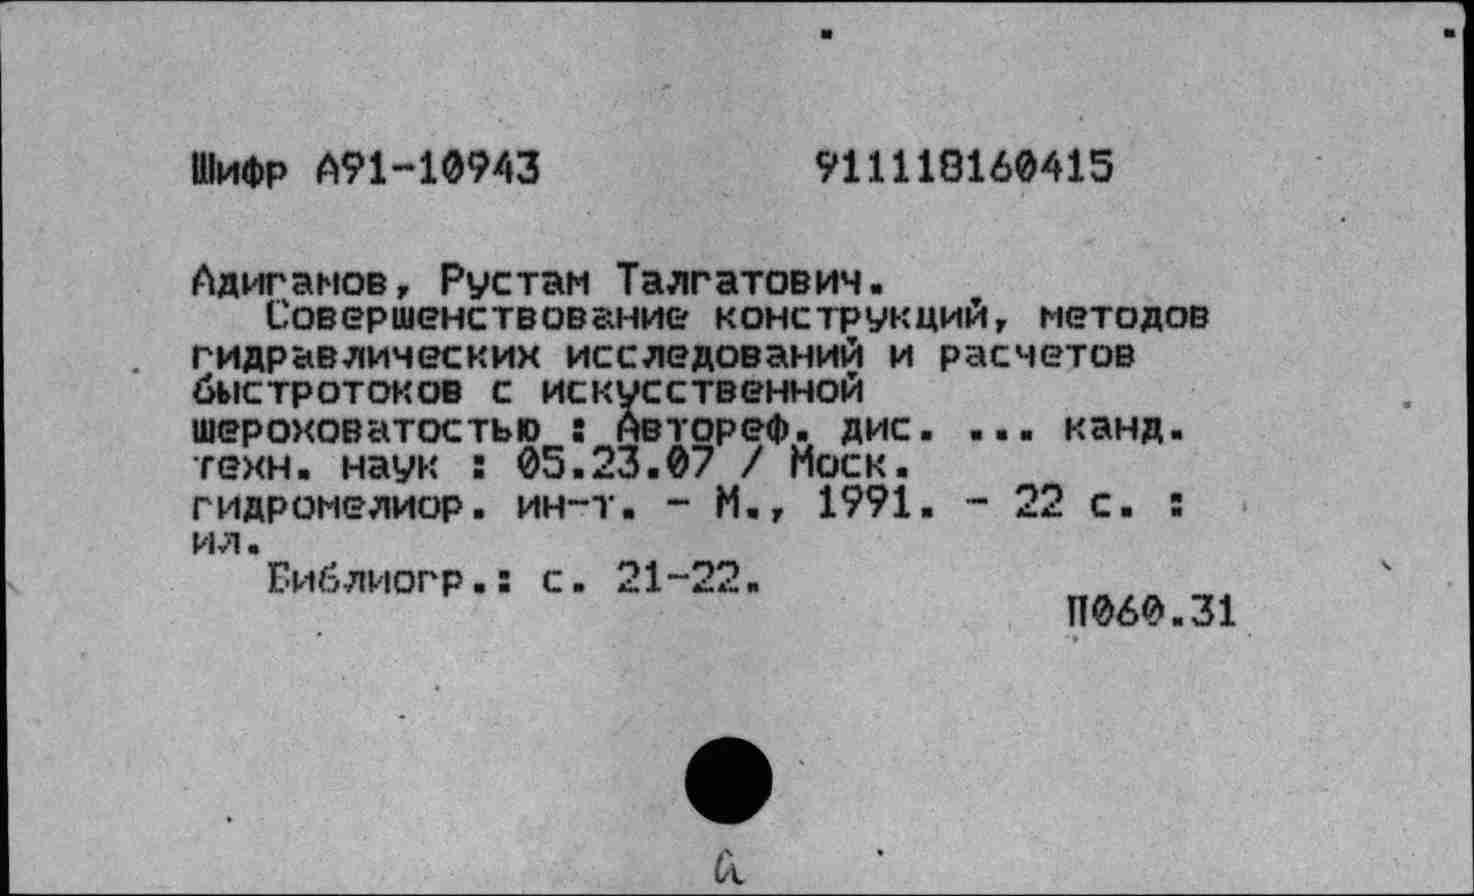 Шифр А91-10943 911118160415
Адигамов, Рустам Талгатович.
Совершенствование конструкций, методов
гидравлических исследований и расчетов
быстротоков с искусственной
шероховатостью : Автореф. дис. ... канд.
техн. наук : 05.23.07 / Моск.
гидромелиор. ин-т. - М., 1991. - 22 с. :
ил.
Библиогр.: с. 21-22.
П060.31